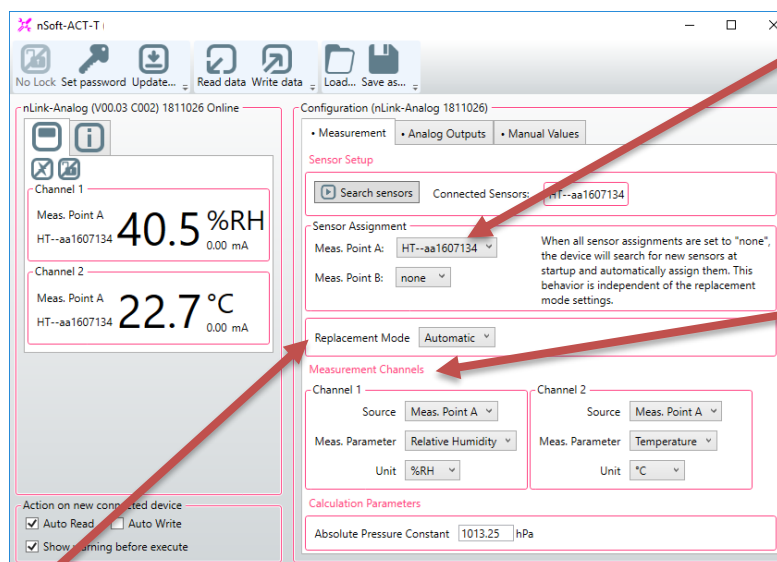 nSoft-ACT-T
No Lock Set password Update... Read data Write data Load... Save as...
nLink-Analog (V00.03 C002) 1811026 Online
Channel 1
Meas. Point A
HT--aa1607134
40.5 %RH
0.00 mA
Channel 2
Meas. Point A
HT--aa1607134
22.7 °C
0.00 mA
Action on new connected device
Auto Read Auto Write
Show warning before execute
Configuration (nLink-Analog 1811026)
• Measurement • Analog Outputs • Manual Values
Sensor Setup
Search sensors Connected Sensors: HT--aa1607134
Sensor Assignment
Meas. Point A: HT--aa1607134
Meas. Point B: none
When all sensor assignments are set to "none",
the device will search for new sensors at
startup and automatically assign them. This
behavior is independent of the replacement
mode settings.
Replacement Mode Automatic
Measurement Channels
Channel 1
Source Meas. Point A
Meas. Parameter Relative Humidity
Unit %RH
Channel 2
Source Meas. Point A
Meas. Parameter Temperature
Unit °C
Calculation Parameters
Absolute Pressure Constant 1013.25 hPa